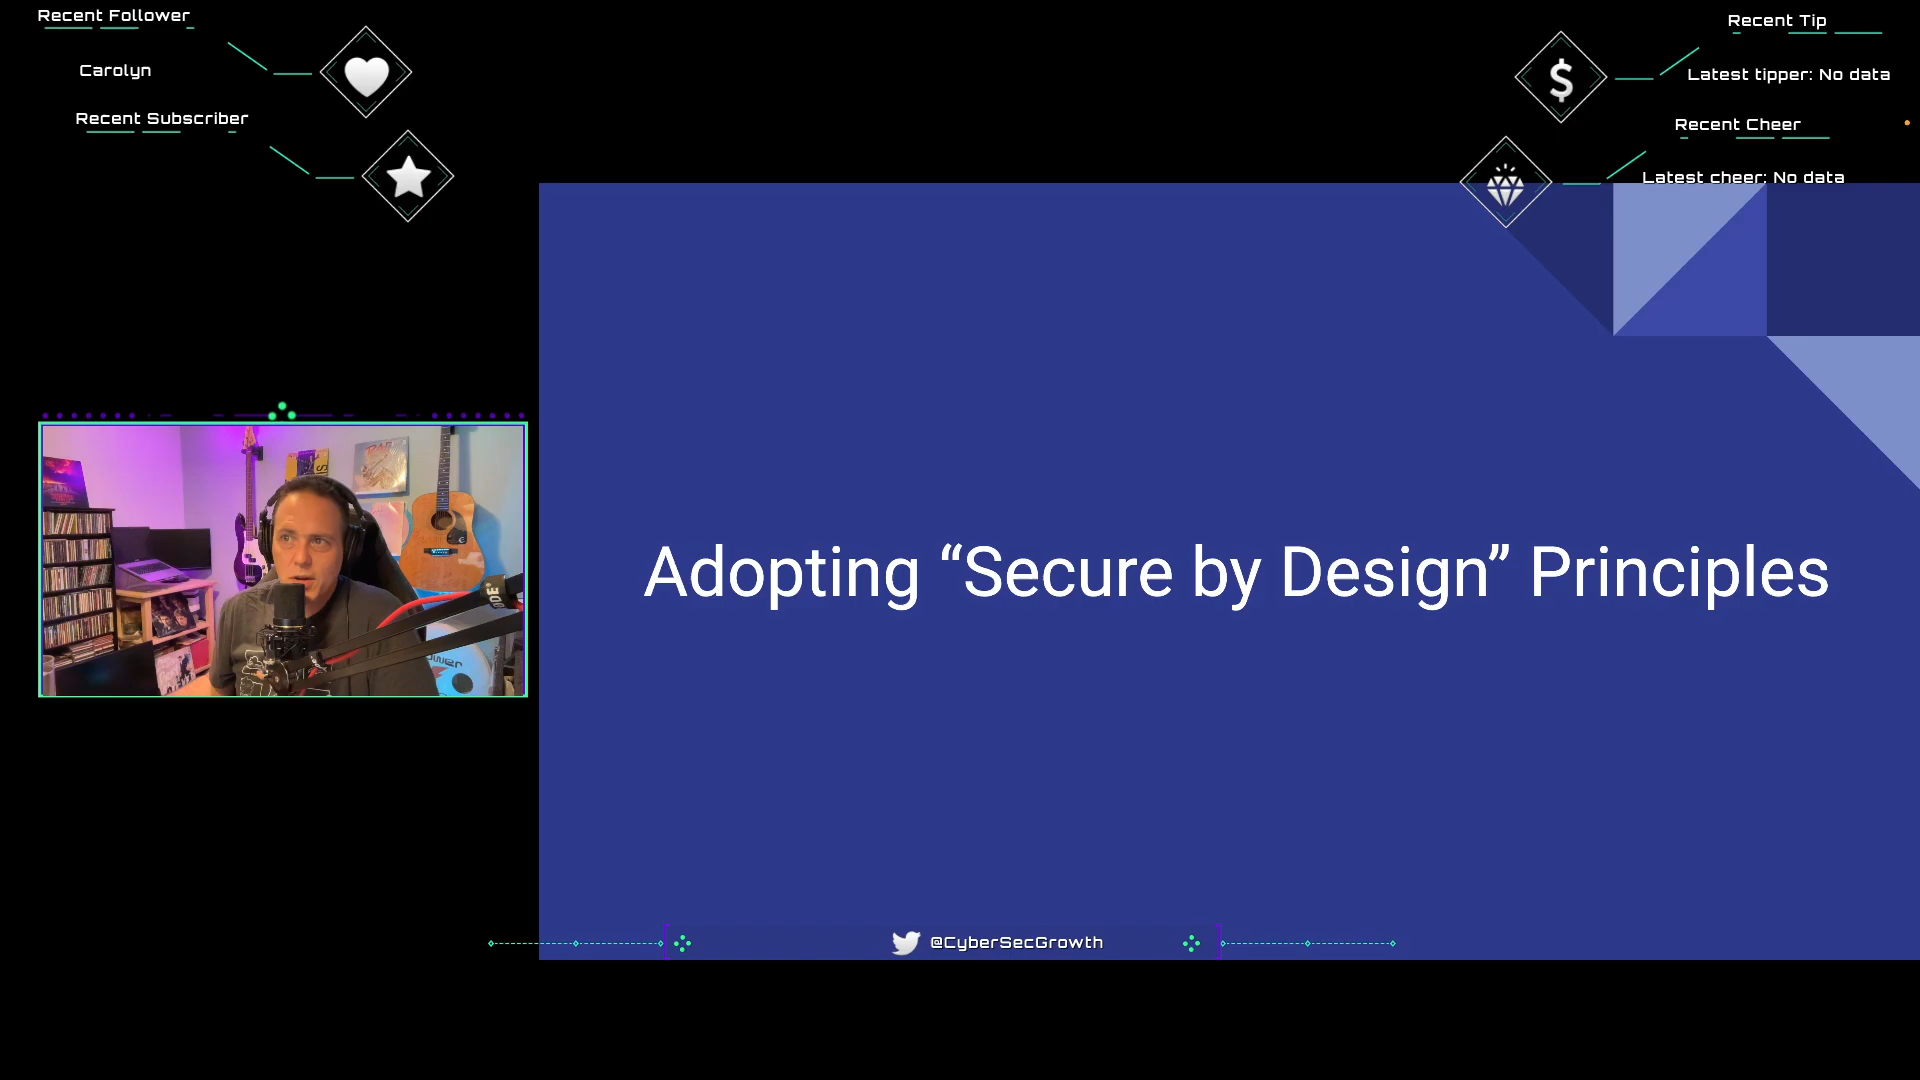 Recent Follower
Carolyn
Recent Subscriber
Recent Tip
Latest tipper: No data
Recent Cheer
Latest cheer: No data
Adopting “Secure by Design” Principles
@CyberSecGrowth